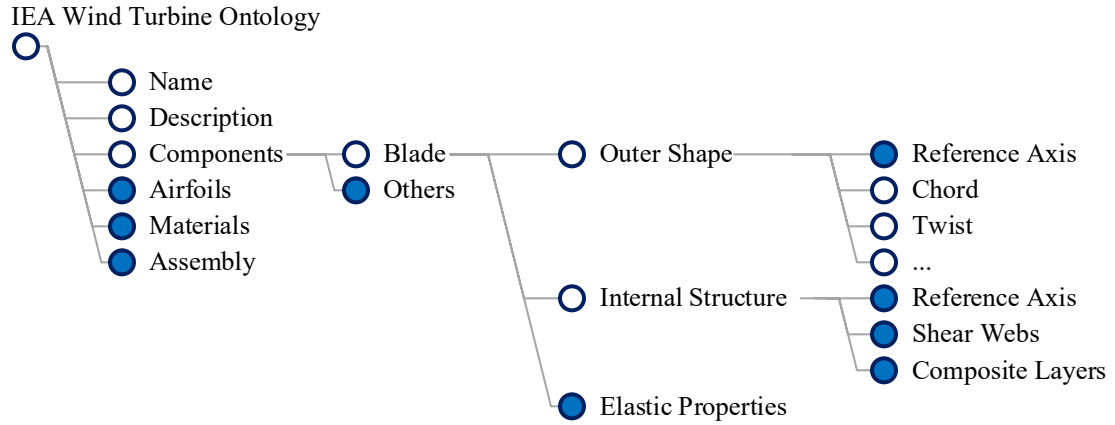 IEA Wind Turbine Ontology
Name
Description
Components
Blade
Outer Shape
Reference Axis
Airfoils
Others
Chord
Materials
Twist
Assembly
...
Internal Structure
Reference Axis
Shear Webs
Composite Layers
Elastic Properties